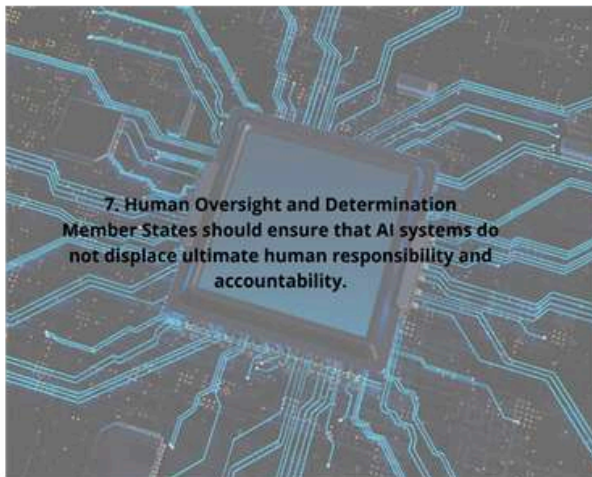 7. Human Oversight and Determination
Member States should ensure that AI systems do
not displace ultimate human responsibility and
accountability.